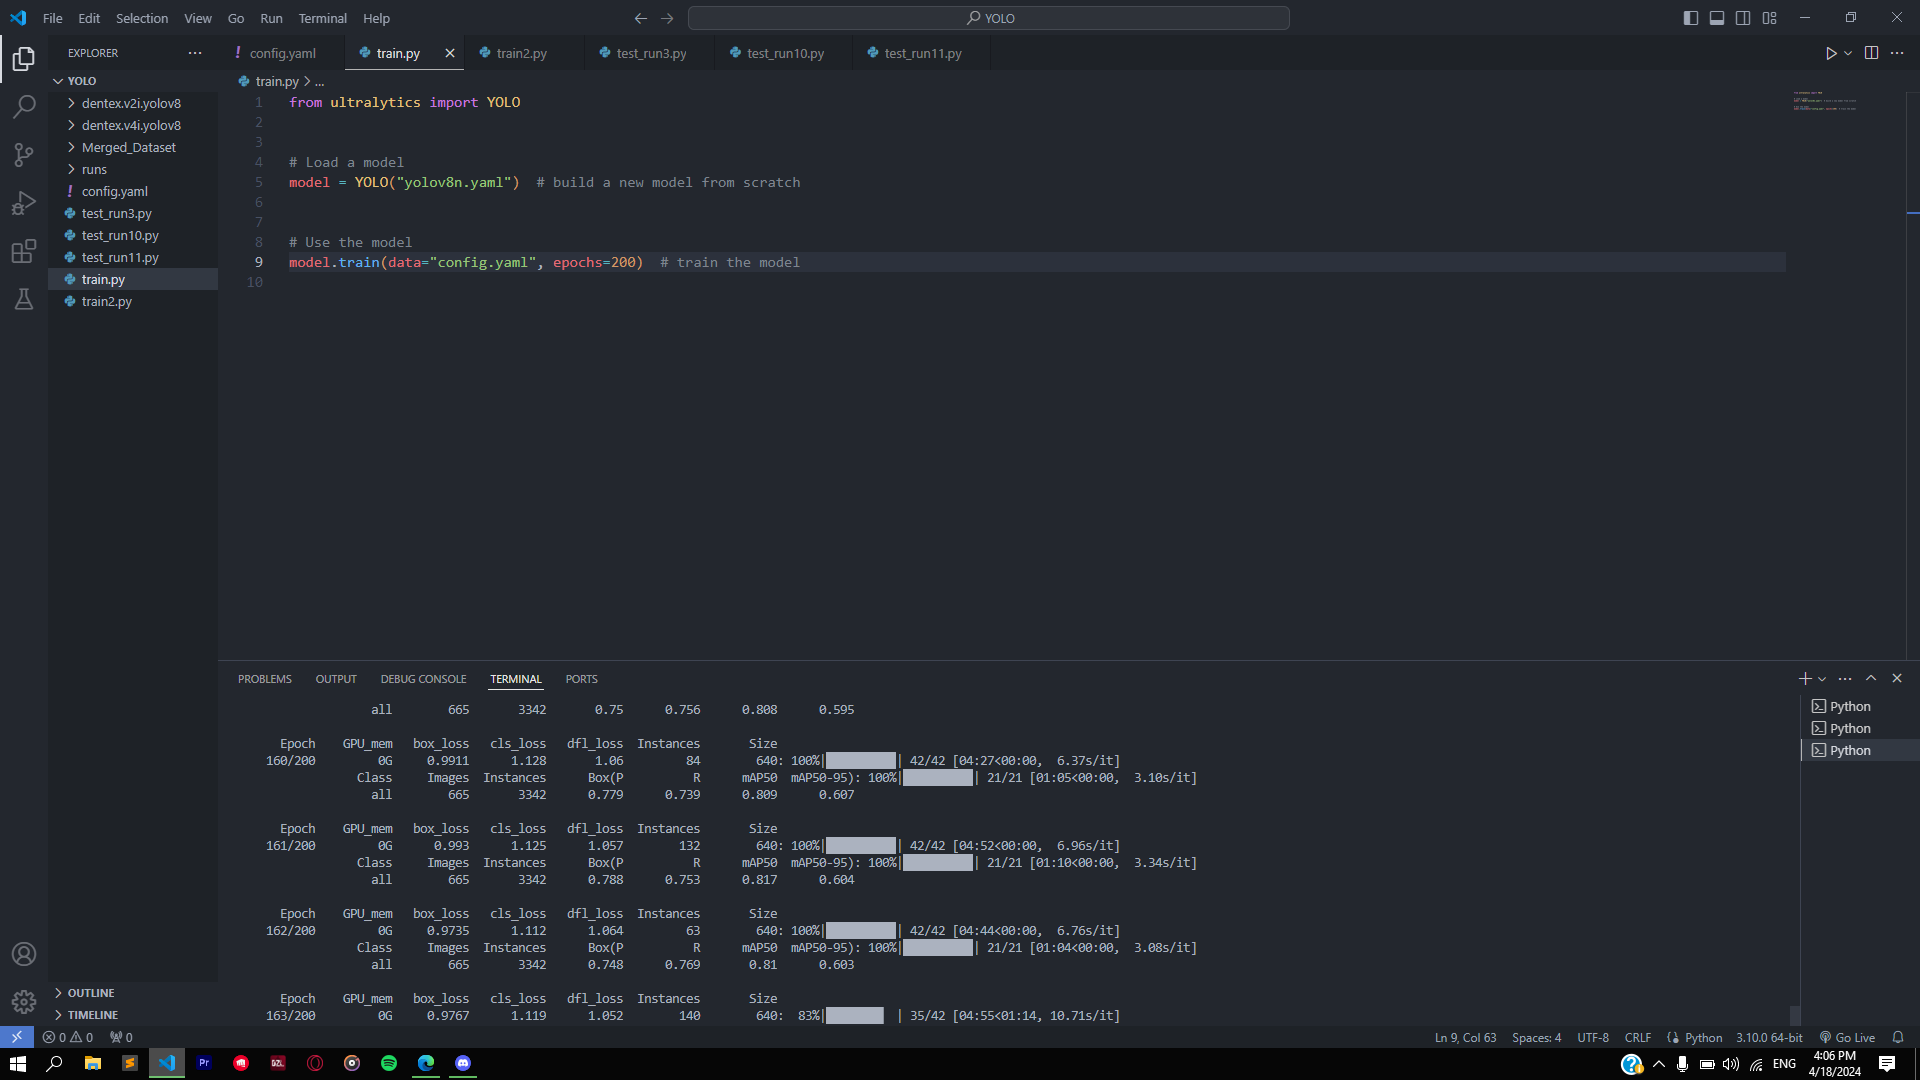 File Edit Selection View Go Run Terminal Help
YOLO
EXPLORER
config.yaml train.py train2.py test_run3.py test_run10.py test_run11.py
YOLO
dentex.v2i.yolov8
dentex.v4i.yolov8
Merged_Dataset
runs
config.yaml
test_run3.py
test_run10.py
test_run11.py
train.py
train2.py
OUTLINE
TIMELINE
train.py > ...
1 from ultralytics import YOLO
2
3
4 # Load a model
5 model = YOLO("yolov8n.yaml")  # build a new model from scratch
6
7
8 # Use the model
9 model.train(data="config.yaml", epochs=200)  # train the model
10
PROBLEMS OUTPUT DEBUG CONSOLE TERMINAL PORTS
all 665 3342 0.75 0.756 0.808 0.595
Epoch GPU_mem box_loss cls_loss dfl_loss Instances Size
160/200 0G 0.9911 1.128 1.06 84 640: 100%| | 42/42 [04:27<00:00, 6.37s/it]
Class Images Instances Box(P R mAP50 mAP50-95): 100%| | 21/21 [01:05<00:00, 3.10s/it]
all 665 3342 0.779 0.739 0.809 0.607
Epoch GPU_mem box_loss cls_loss dfl_loss Instances Size
161/200 0G 0.993 1.125 1.057 132 640: 100%| | 42/42 [04:52<00:00, 6.96s/it]
Class Images Instances Box(P R mAP50 mAP50-95): 100%| | 21/21 [01:10<00:00, 3.34s/it]
all 665 3342 0.788 0.753 0.817 0.604
Epoch GPU_mem box_loss cls_loss dfl_loss Instances Size
162/200 0G 0.9735 1.112 1.064 63 640: 100%| | 42/42 [04:44<00:00, 6.76s/it]
Class Images Instances Box(P R mAP50 mAP50-95): 100%| | 21/21 [01:04<00:00, 3.08s/it]
all 665 3342 0.748 0.769 0.81 0.603
Epoch GPU_mem box_loss cls_loss dfl_loss Instances Size
163/200 0G 0.9767 1.119 1.052 140 640: 83%| | 35/42 [04:55<01:14, 10.71s/it]
Python
Python
Python
0 0 0 Ln 9, Col 63 Spaces: 4 UTF-8 CRLF Python 3.10.0 64-bit Go Live
Pr
ENG
4:06 PM
4/18/2024